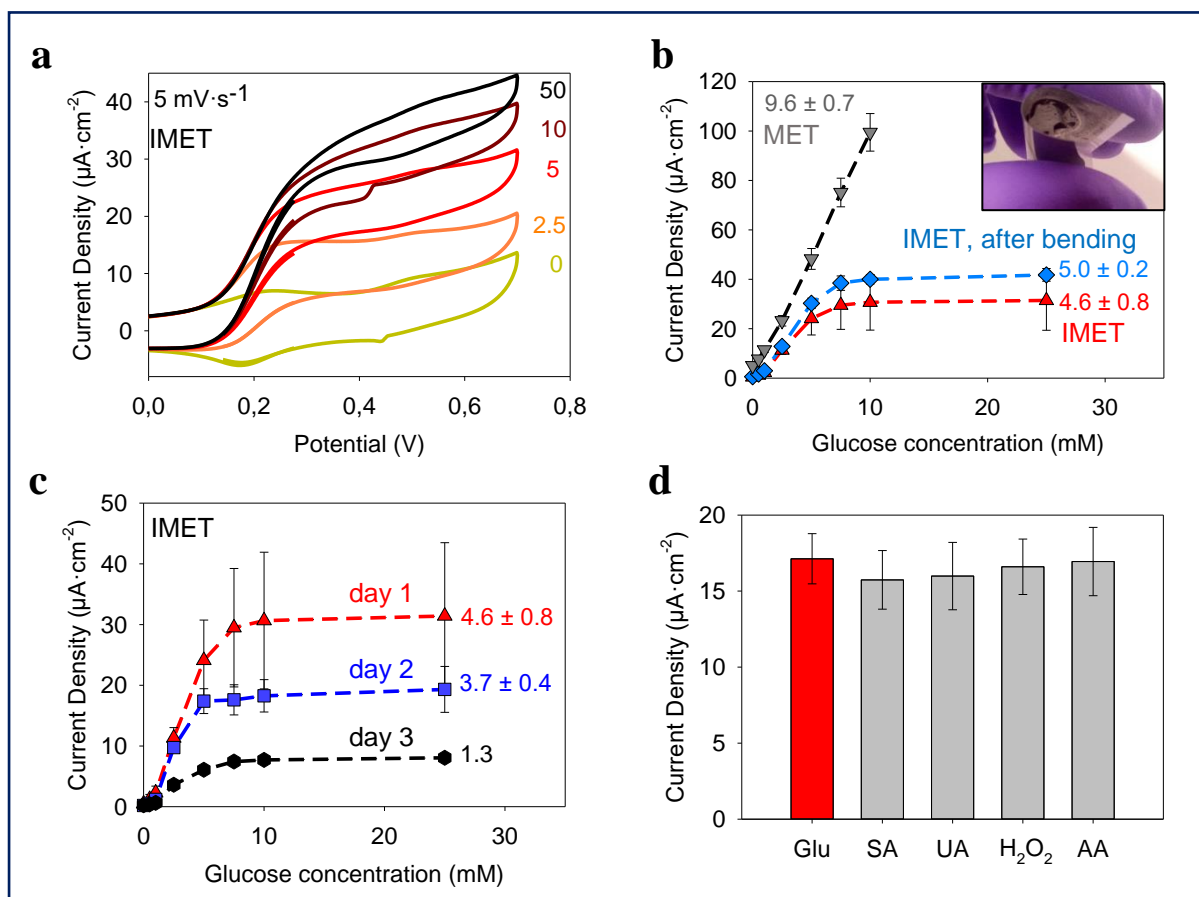 a
5 mV·s⁻¹
IMET
50
10
5
2.5
0
40
30
20
10
0
Current Density (µA·cm⁻²)
0,0 0,2 0,4 0,6 0,8
Potential (V)
b
120
100
80
60
40
20
0
Current Density (µA·cm⁻²)
9.6 ± 0.7
MET
IMET, after bending
5.0 ± 0.2
4.6 ± 0.8
IMET
0 10 20 30
Glucose concentration (mM)
c
50
40
30
20
10
0
Current Density (µA·cm⁻²)
IMET
day 1
4.6 ± 0.8
day 2
3.7 ± 0.4
day 3
1.3
0 10 20 30
Glucose concentration (mM)
d
20
15
10
5
0
Current Density (µA·cm⁻²)
Glu SA UA H₂O₂ AA